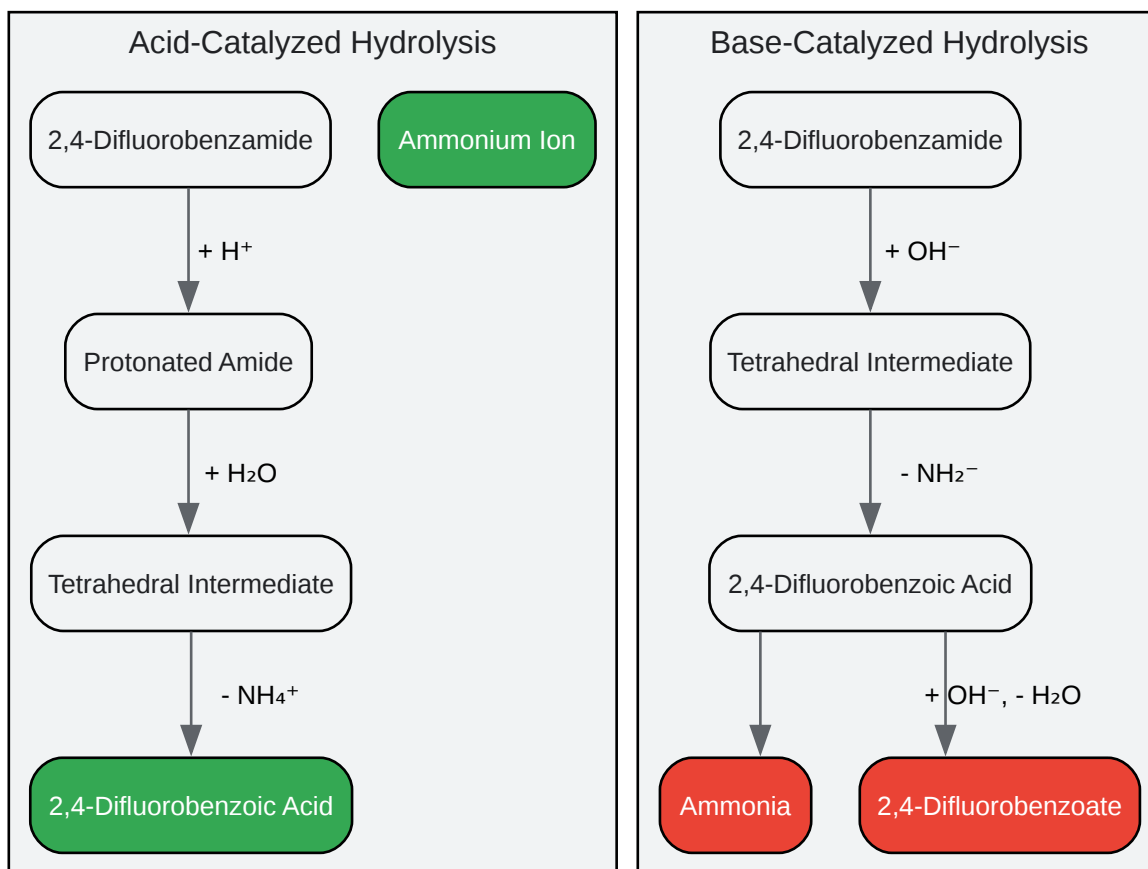 Acid-Catalyzed Hydrolysis
2,4-Difluorobenzamide
Ammonium Ion
+ H⁺
Protonated Amide
+ H₂O
Tetrahedral Intermediate
- NH₄⁺
2,4-Difluorobenzoic Acid
Base-Catalyzed Hydrolysis
2,4-Difluorobenzamide
+ OH⁻
Tetrahedral Intermediate
- NH₂⁻
2,4-Difluorobenzoic Acid
+ OH⁻, - H₂O
Ammonia
2,4-Difluorobenzoate